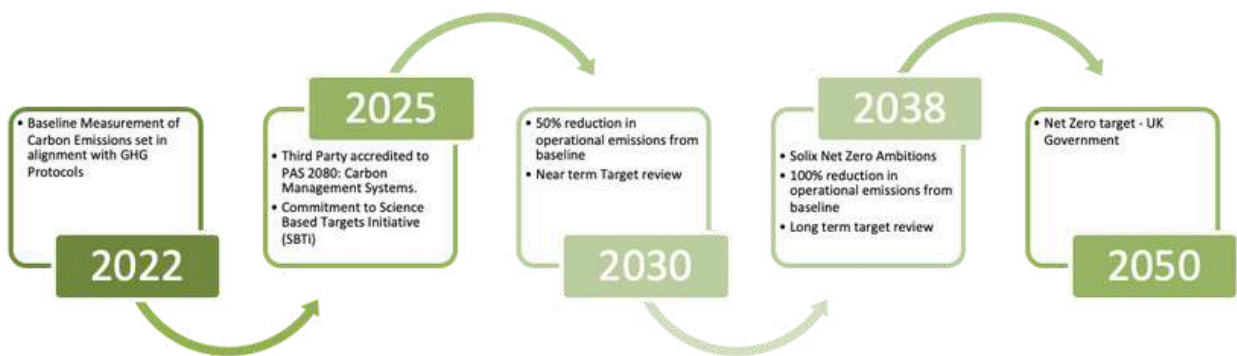 • Baseline Measurement of
Carbon Emissions set in
alignment with GHG
Protocols
2022
2025
• Third Party accredited to
PAS 2080: Carbon
Management Systems.
• Commitment to Science
Based Targets Initiative
(SBTi)
• 50% reduction in
operational emissions from
baseline
• Near term Target review
2030
2038
• Solix Net Zero Ambitions
• 100% reduction in
operational emissions from
baseline
• Long term target review
• Net Zero target - UK
Government
2050